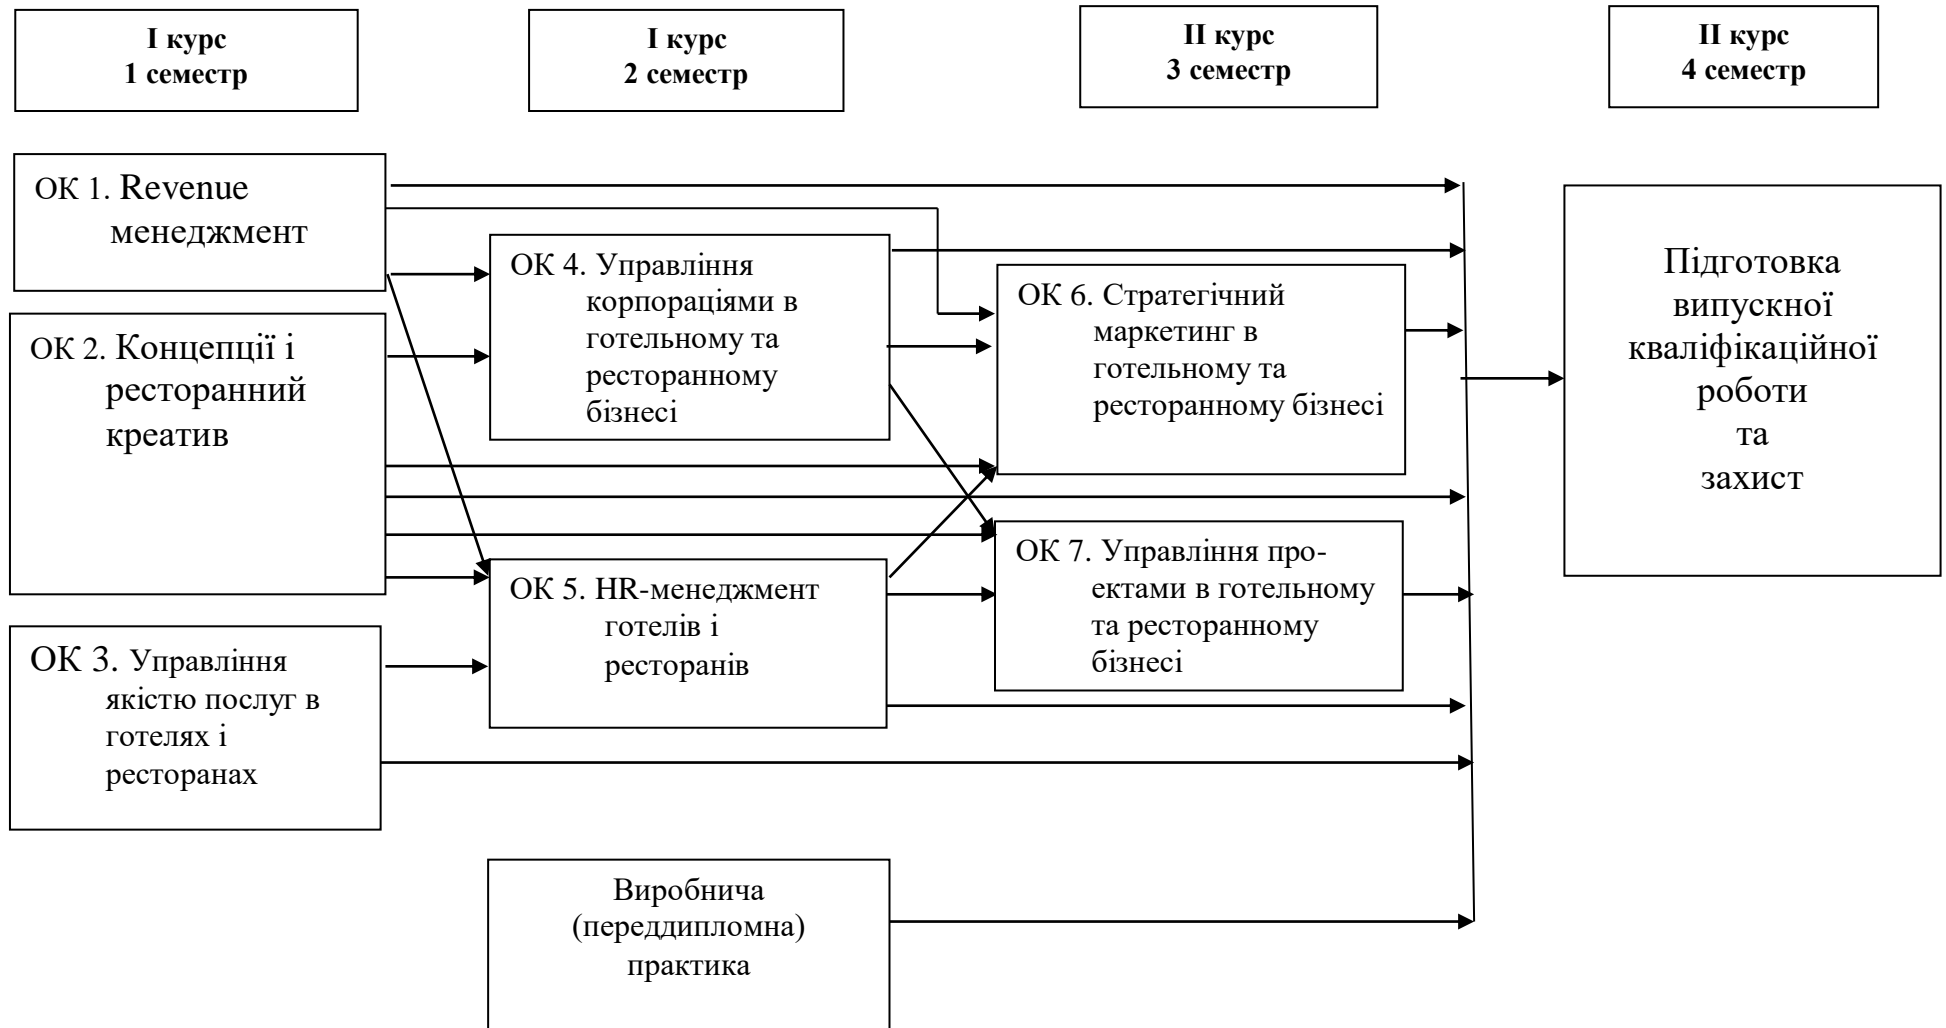 І курс
1 семестр
І курс
2 семестр
ІІ курс
3 семестр
ІІ курс
4 семестр
ОК 1. Revenue
менеджмент
ОК 2. Концепції і
ресторанний
креатив
ОК 3. Управління
якістю послуг в
готелях і
ресторанах
ОК 4. Управління
корпораціями в
готельному та
ресторанному
бізнесі
ОК 5. HR-менеджмент
готелів і
ресторанів
Виробнича
(переддипломна)
практика
ОК 6. Стратегічний
маркетинг в
готельному та
ресторанному бізнесі
ОК 7. Управління про-
ектами в готельному
та ресторанному
бізнесі
Підготовка
випускної
кваліфікаційної
роботи
та
захист